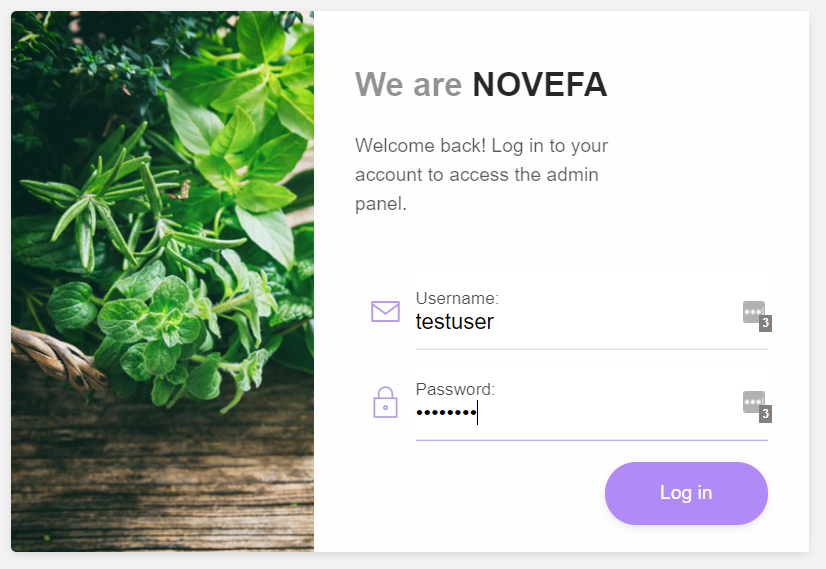 We are NOVEFA
Welcome back! Log in to your
account to access the admin
panel.
Username:
testuser
3
Password:
••••••••
3
Log in